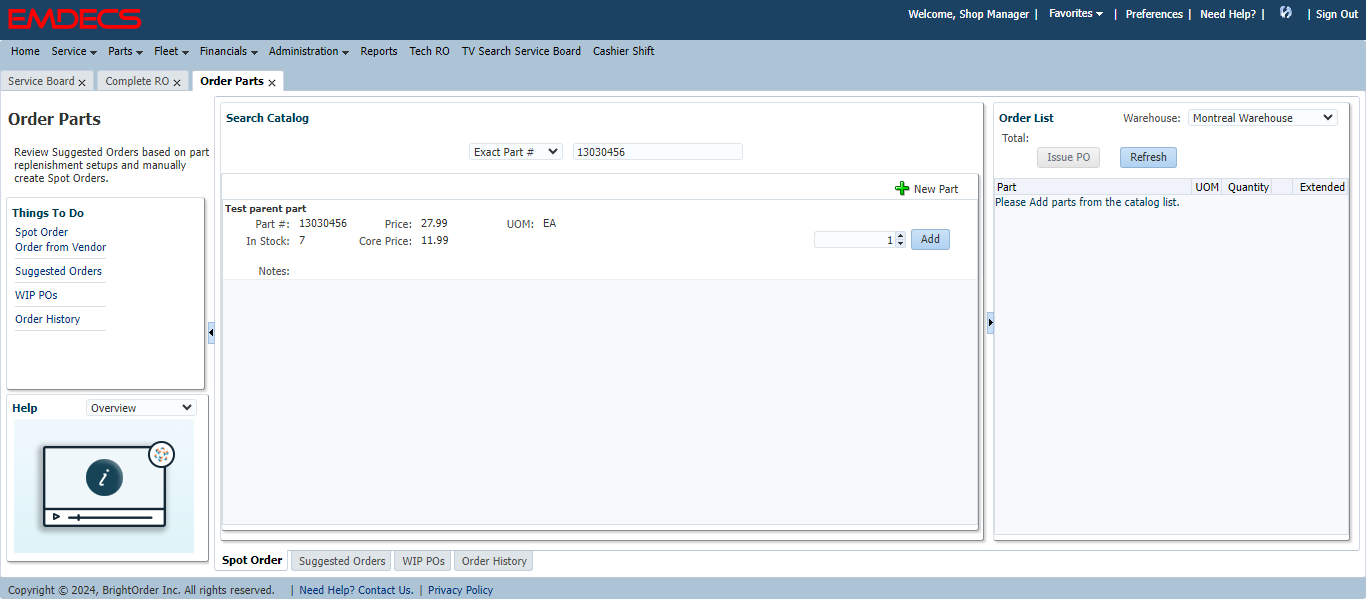 EMDECS
Welcome, Shop Manager | Favorites | Preferences | Need Help? | | Sign Out
Home Service Parts Fleet Financials Administration Reports Tech RO TV Search Service Board Cashier Shift
Service Board x Complete RO x Order Parts x
Order Parts
Review Suggested Orders based on part
replenishment setups and manually
create Spot Orders.
Things To Do
Spot Order
Order from Vendor
Suggested Orders
WIP POs
Order History
Help Overview
i
Search Catalog
Exact Part # 13030456
New Part
Test parent part
Part #: 13030456 Price: 27.99 UOM: EA
In Stock: 7 Core Price: 11.99 1 Add
Notes:
Order List Warehouse: Montreal Warehouse
Total:
Issue PO Refresh
Part UOM Quantity Extended
Please Add parts from the catalog list.
Spot Order Suggested Orders WIP POs Order History
Copyright © 2024, BrightOrder Inc. All rights reserved. | Need Help? Contact Us. | Privacy Policy